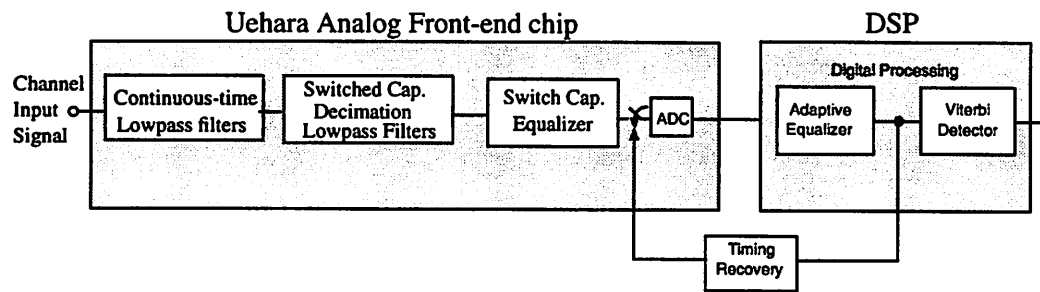 Uehara Analog Front-end chip
DSP
Channel
Input
Signal
Continuous-time
Lowpass filters
Switched Cap.
Decimation
Lowpass Filters
Switch Cap.
Equalizer
ADC
Digital Processing
Adaptive
Equalizer
Viterbi
Detector
Timing
Recovery